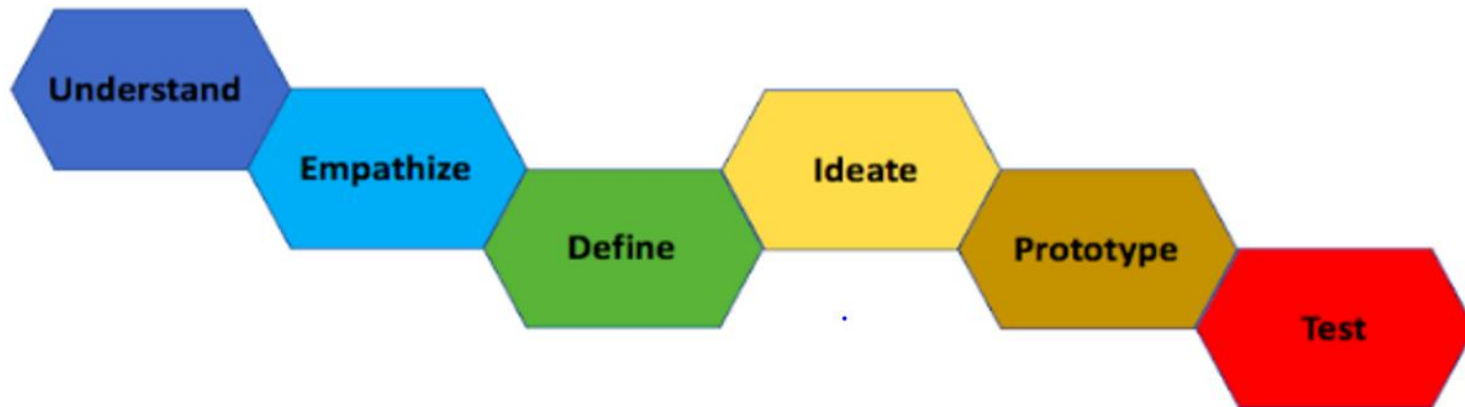 Understand
Empathize
Define
Ideate
Prototype
Test